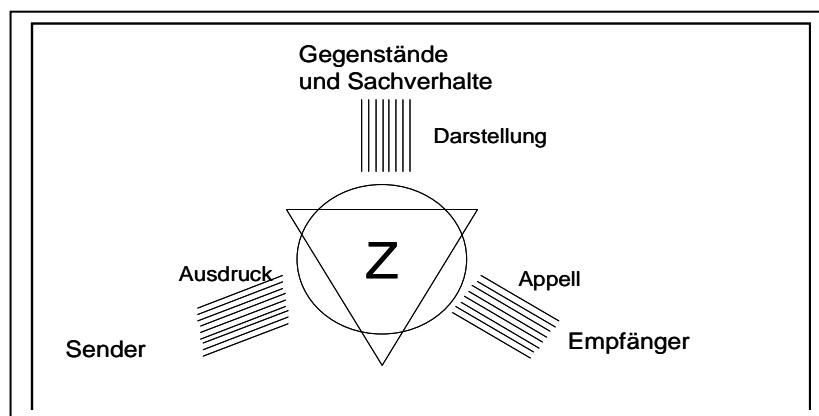 Gegenstände
und Sachverhalte
Darstellung
Z
Ausdruck
Appell
Sender
Empfänger